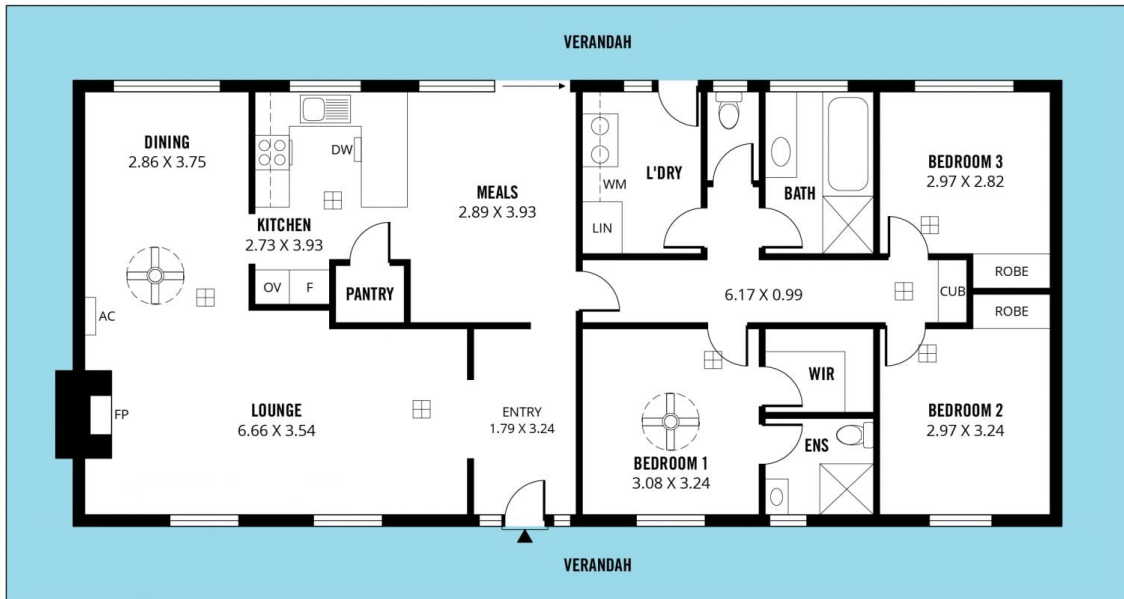 VERANDAH
DINING
2.86 X 3.75
DW
KITCHEN
2.73 X 3.93
MEALS
2.89 X 3.93
OV
F
PANTRY
WM
L'DRY
LIN
BATH
BEDROOM 3
2.97 X 2.82
6.17 X 0.99
CUB
ROBE
ROBE
AC
FP
LOUNGE
6.66 X 3.54
ENTRY
1.79 X 3.24
BEDROOM 1
3.08 X 3.24
WIR
ENS
BEDROOM 2
2.97 X 3.24
VERANDAH